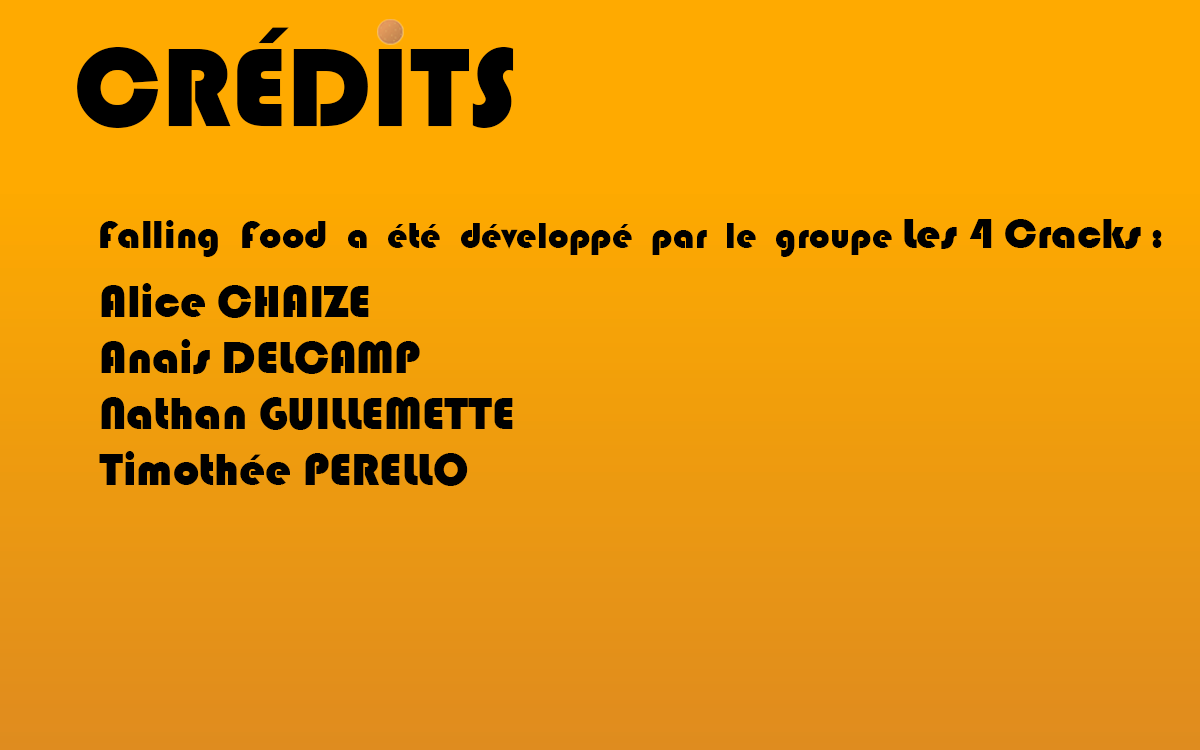 CRÉDITS
Falling Food a été développé par le groupe Les 4 Cracks :
Alice CHAIZE
Anais DELCAMP
Nathan GUILLEMETTE
Timothée PERELLO